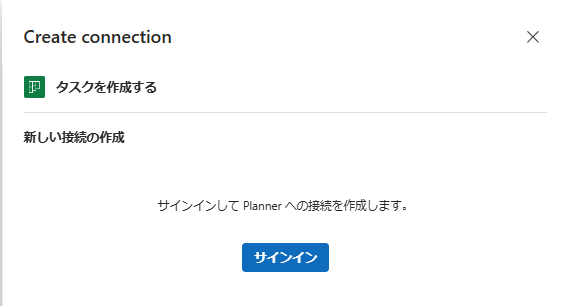 Create connection
タスクを作成する
新しい接続の作成
サインインして Planner への接続を作成します。
サインイン